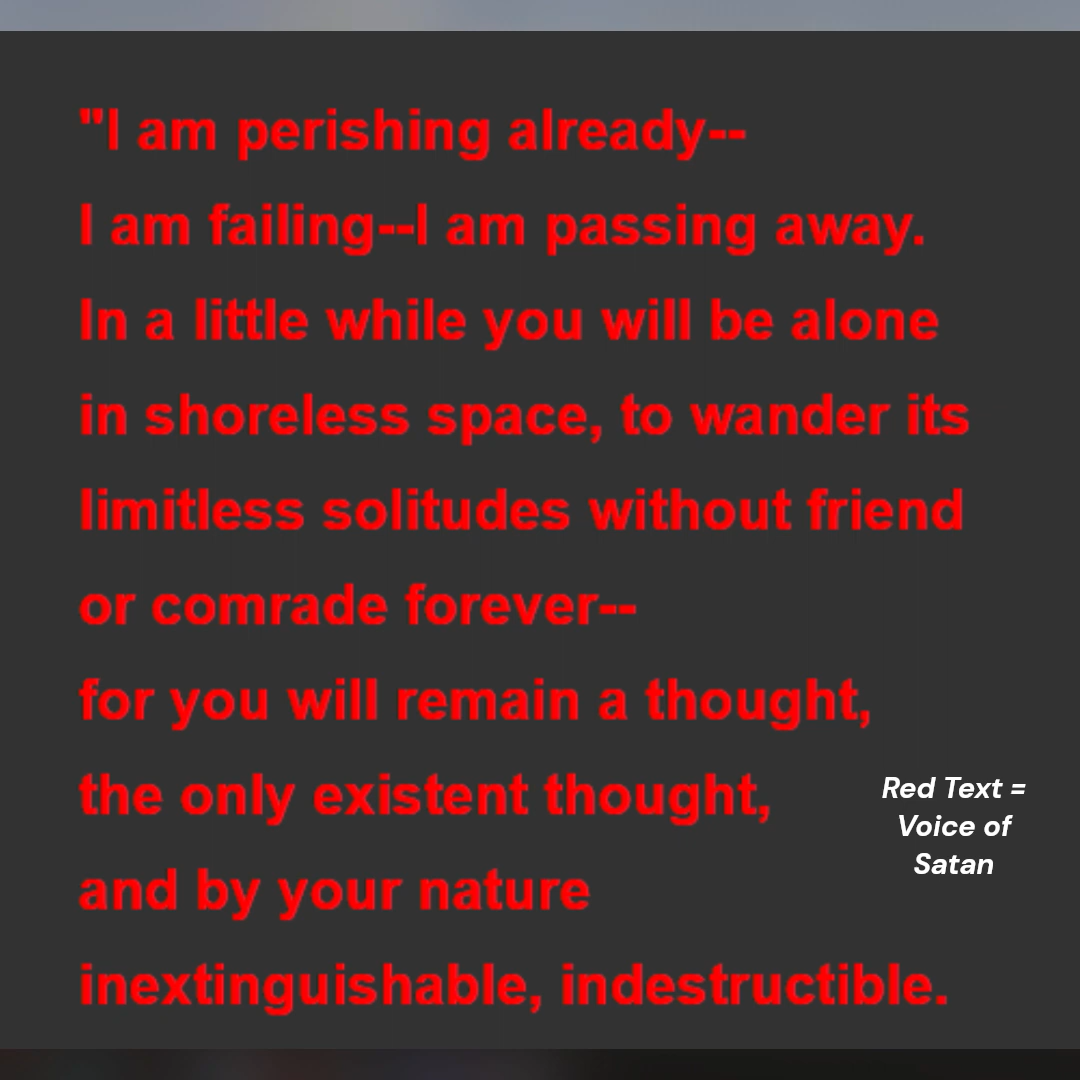 "I am perishing already--
I am failing--I am passing away.
In a little while you will be alone
in shoreless space, to wander its
limitless solitudes without friend
or comrade forever--
for you will remain a thought,
the only existent thought,
and by your nature
inextinguishable, indestructible.
Red Text =
Voice of
Satan